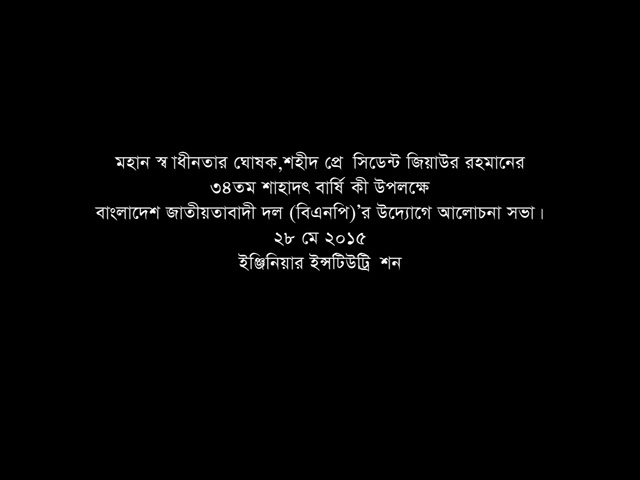 মহান স্বাধীনতার ঘোষক,শহীদ প্রেসিডেন্ট জিয়াউর রহমানের
৩৪তম শাহাদৎ বার্ষিকী উপলক্ষে
বাংলাদেশ জাতীয়তাবাদী দল (বিএনপি)’র উদ্যোগে আলোচনা সভা।
২৮ মে ২০১৫
ইঞ্জিনিয়ার ইন্সটিউট্রিশন